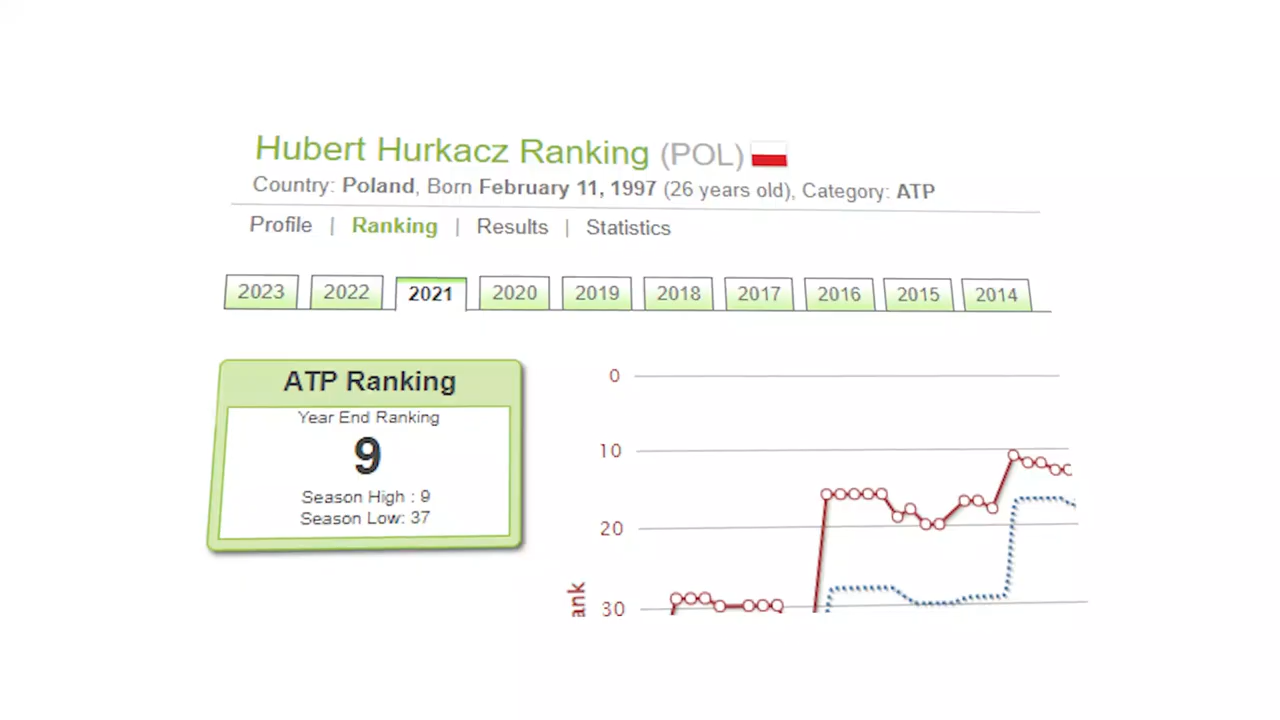 Hubert Hurkacz Ranking (POL)
Country: Poland, Born February 11, 1997 (26 years old), Category: ATP
Profile | Ranking | Results | Statistics
2023 2022 2021 2020 2019 2018 2017 2016 2015 2014
ATP Ranking
Year End Ranking
9
Season High : 9
Season Low: 37
0
10
20
30
ank